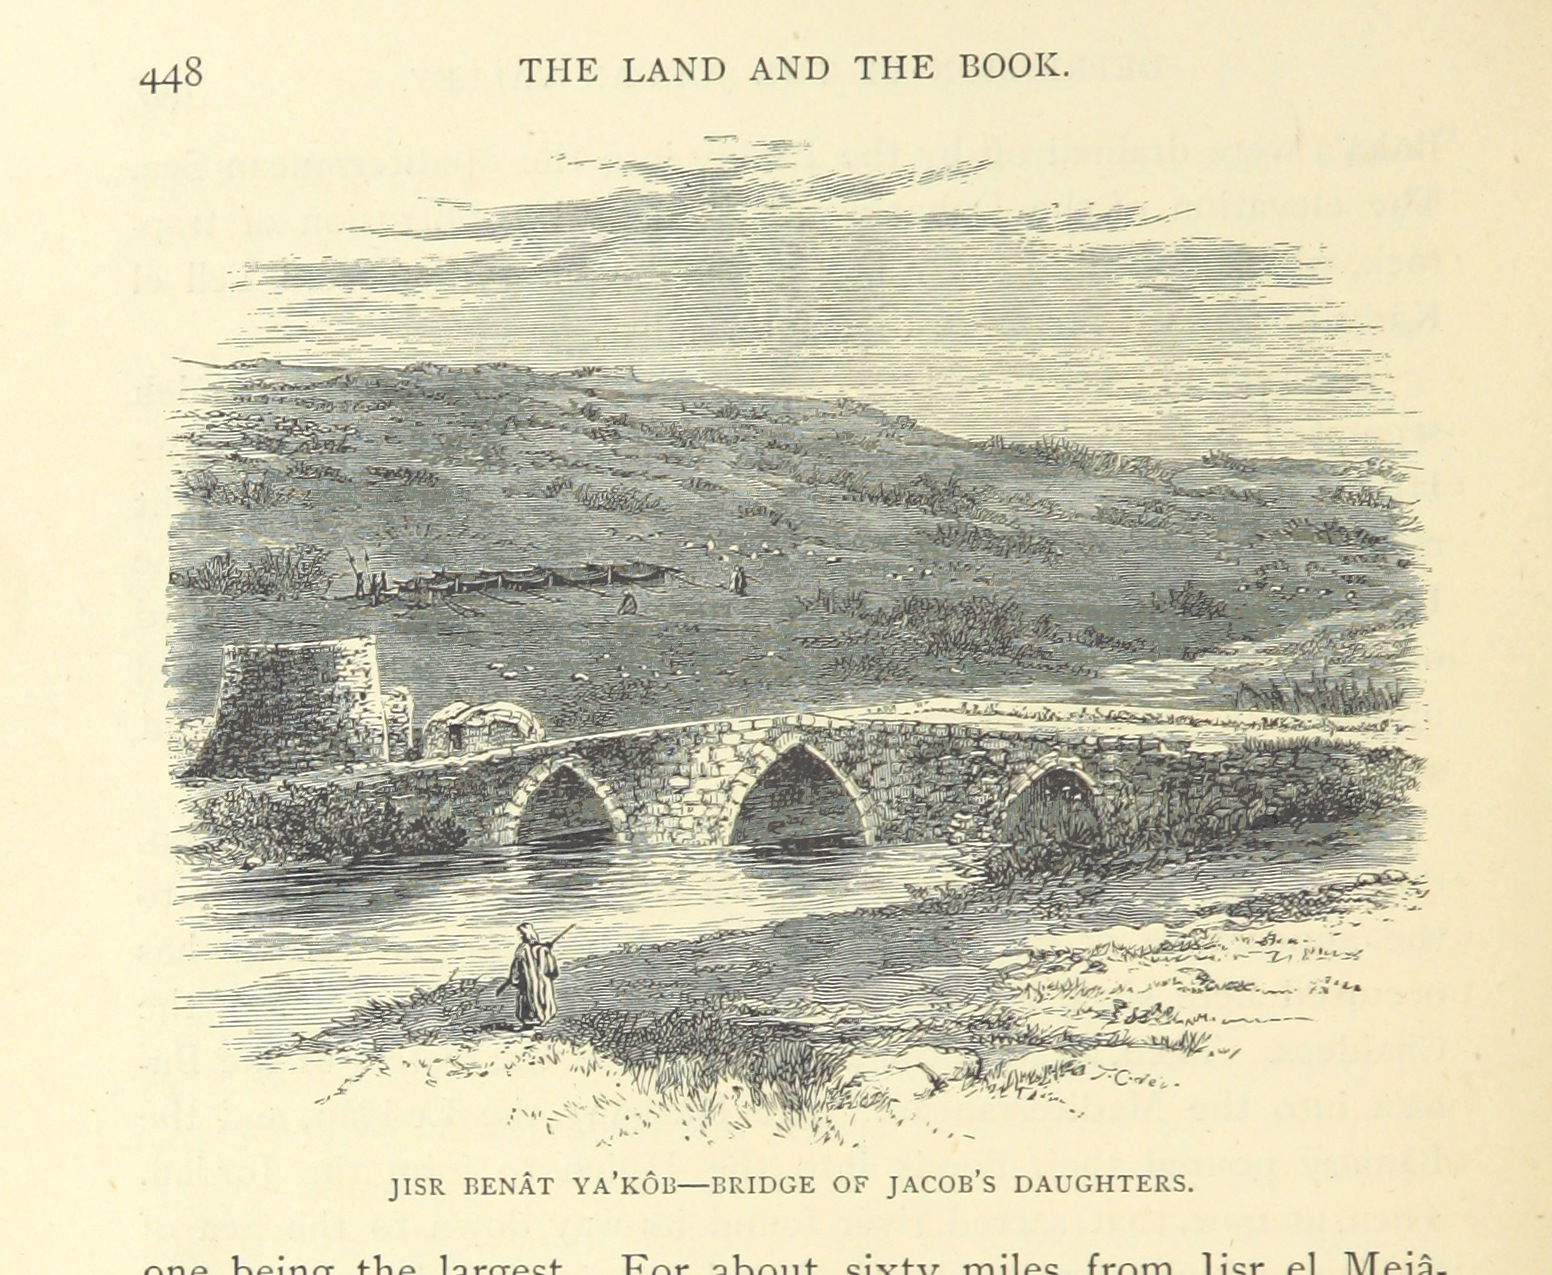 448
THE LAND AND THE BOOK.
JISR BENÂT YA'KÔB—BRIDGE OF JACOB'S DAUGHTERS.
one being the largest. For about sixty miles from Jisr el Mejâ-